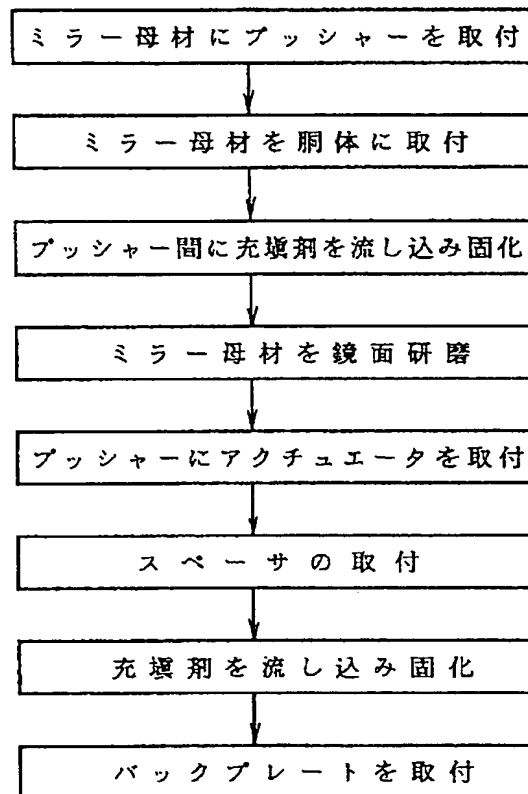 ミラー母材にプッシャーを取付
ミラー母材を胴体に取付
プッシャー間に充塡剤を流し込み固化
ミラー母材を鏡面研磨
プッシャーにアクチュエータを取付
スペーサの取付
充塡剤を流し込み固化
バックプレートを取付